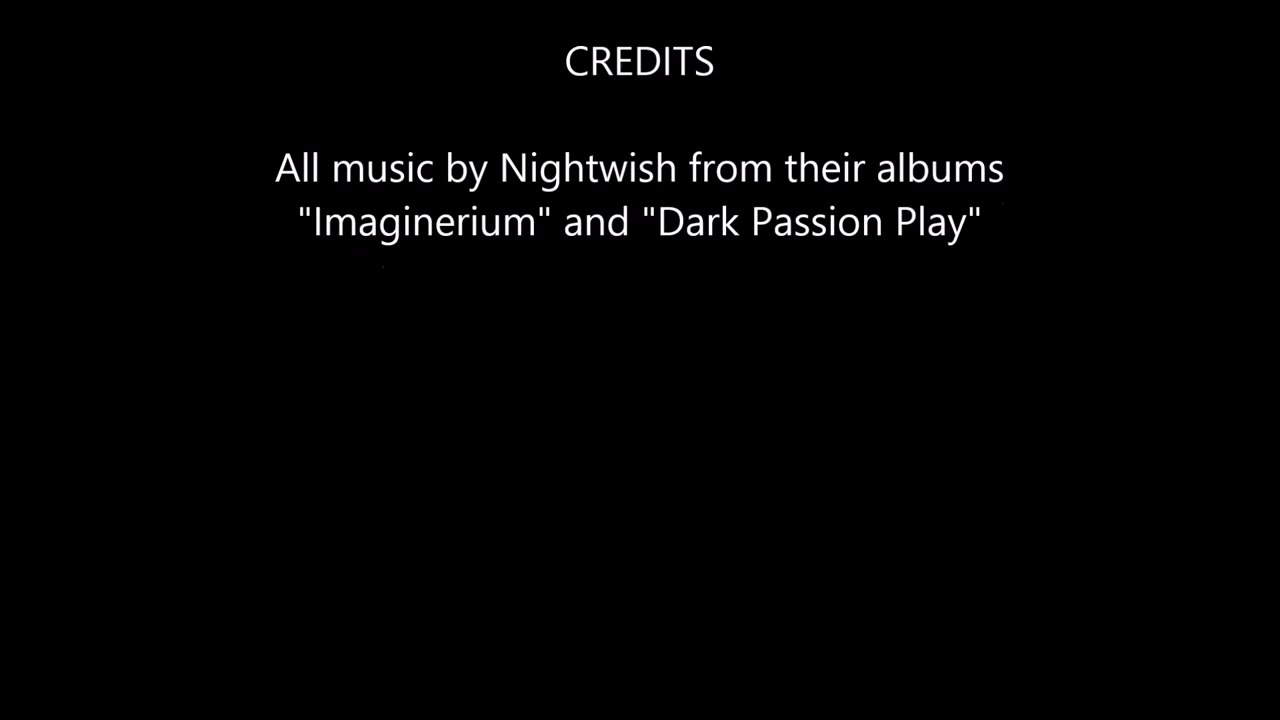 CREDITS
All music by Nightwish from their albums
"Imaginerium" and "Dark Passion Play"